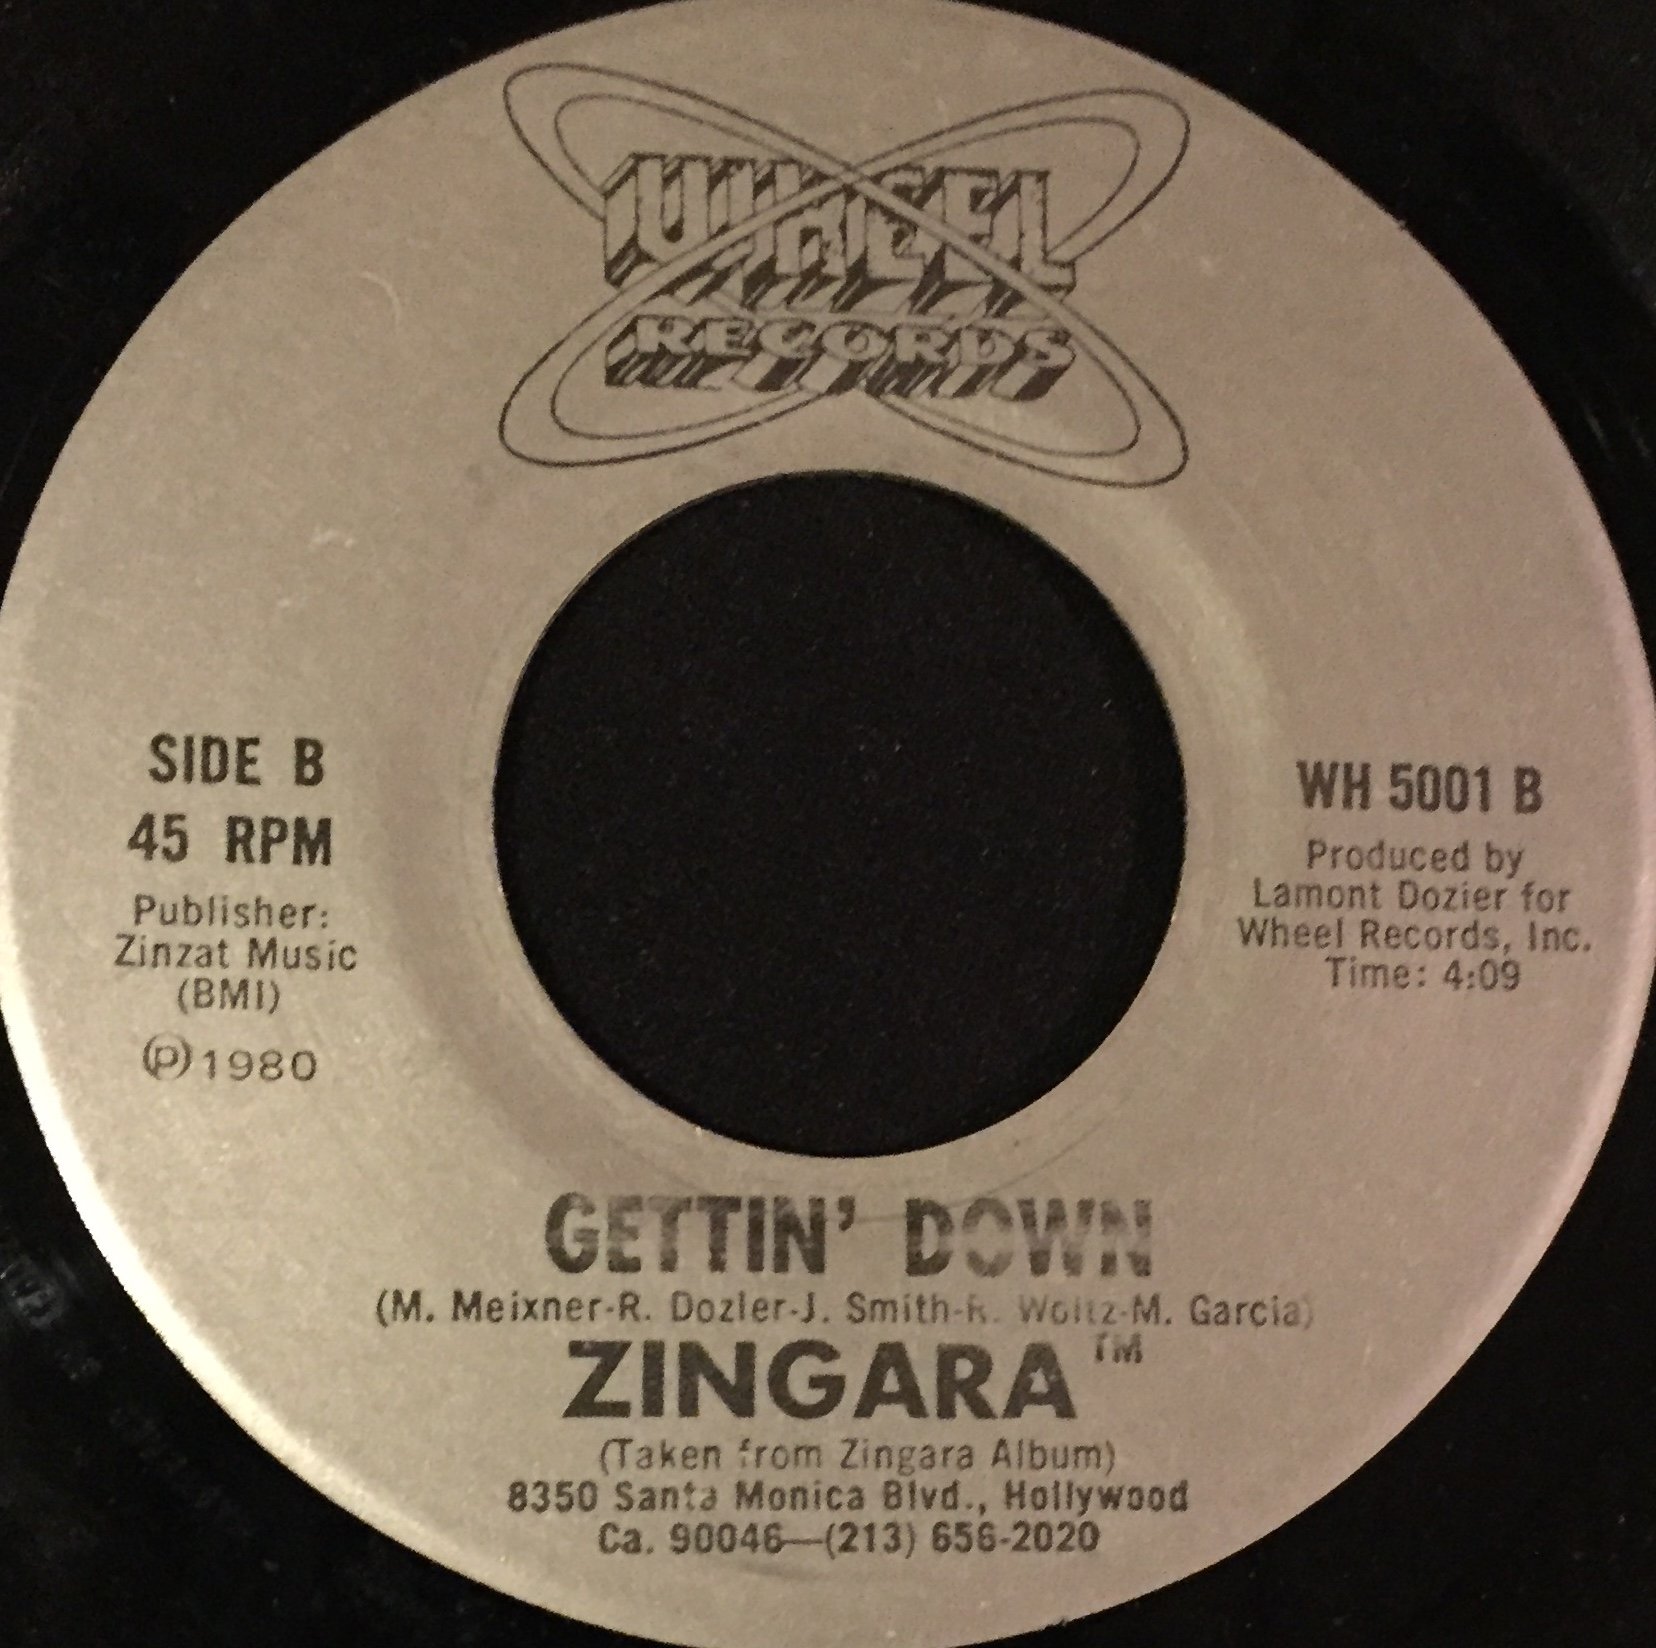 WHEEL
RECORDS
SIDE B
45 RPM
Publisher:
Zinzat Music
(BMI)
Ⓟ1980
WH 5001 B
Produced by
Lamont Dozier for
Wheel Records, Inc.
Time: 4:09
GETTIN' DOWN
(M. Meixner-R. Dozier-J. Smith-R. Woltz-M. Garcia)
ZINGARA™
(Taken from Zingara Album)
8350 Santa Monica Blvd., Hollywood
Ca. 90046—(213) 656-2020